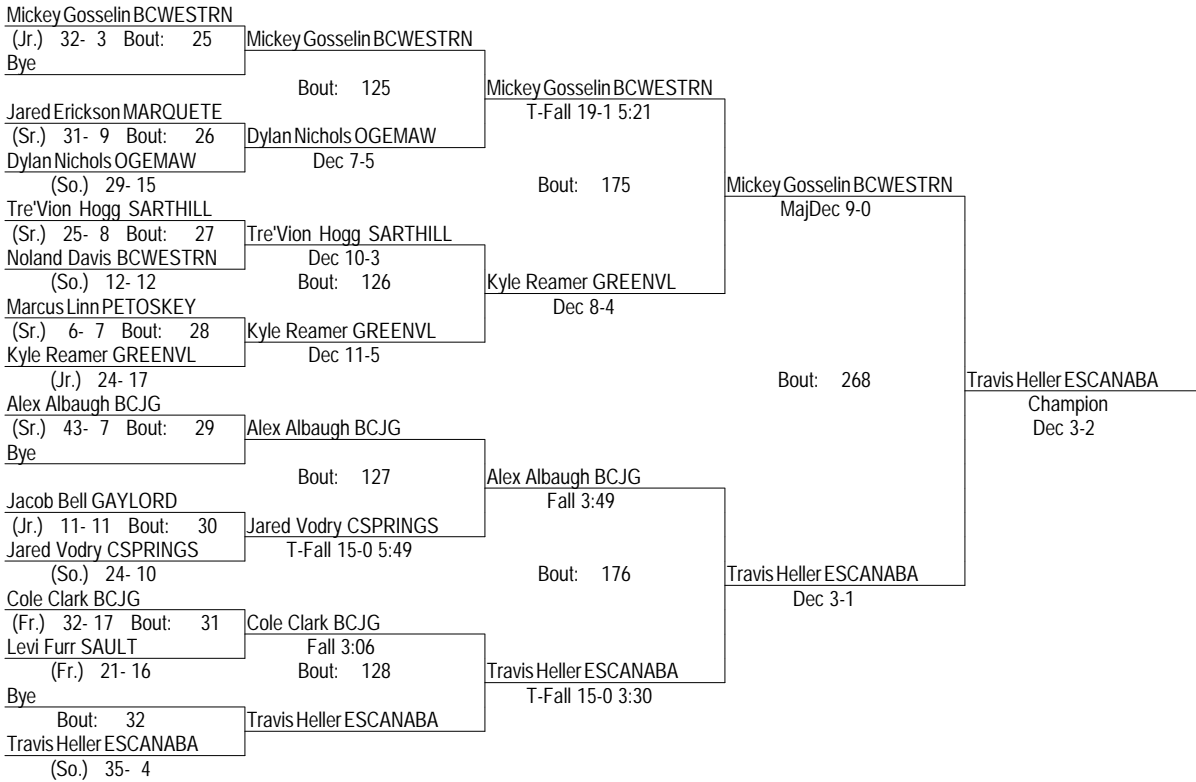 Mickey Gosselin BCWESTRN
(Jr.) 32- 3 Bout: 25
Mickey Gosselin BCWESTRN
Bye
Bout: 125
Mickey Gosselin BCWESTRN
Jared Erickson MARQUETE
T-Fall 19-1 5:21
(Sr.) 31- 9 Bout: 26
Dylan Nichols OGEMAW
Dylan Nichols OGEMAW
Dec 7-5
(So.) 29- 15
Bout: 175
Mickey Gosselin BCWESTRN
Tre'Vion Hogg SARTHILL
MajDec 9-0
(Sr.) 25- 8 Bout: 27
Tre'Vion Hogg SARTHILL
Noland Davis BCWESTRN
Dec 10-3
(So.) 12- 12
Bout: 126
Kyle Reamer GREENVL
Marcus Linn PETOSKEY
Dec 8-4
(Sr.) 6- 7 Bout: 28
Kyle Reamer GREENVL
Kyle Reamer GREENVL
Dec 11-5
(Jr.) 24- 17
Bout: 268
Travis Heller ESCANABA
Alex Albaugh BCJG
Champion
(Sr.) 43- 7 Bout: 29
Alex Albaugh BCJG
Dec 3-2
Bye
Bout: 127
Alex Albaugh BCJG
Jacob Bell GAYLORD
Fall 3:49
(Jr.) 11- 11 Bout: 30
Jared Vodry CSPRINGS
Jared Vodry CSPRINGS
T-Fall 15-0 5:49
(So.) 24- 10
Bout: 176
Travis Heller ESCANABA
Cole Clark BCJG
Dec 3-1
(Fr.) 32- 17 Bout: 31
Cole Clark BCJG
Levi Furr SAULT
Fall 3:06
(Fr.) 21- 16
Bout: 128
Travis Heller ESCANABA
Bye
T-Fall 15-0 3:30
Bout: 32
Travis Heller ESCANABA
Travis Heller ESCANABA
(So.) 35- 4